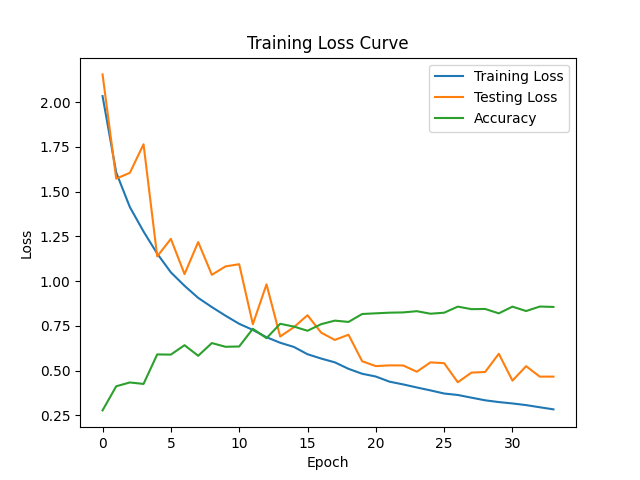 Training Loss Curve
Training Loss
Testing Loss
Accuracy
2.00
1.75
1.50
1.25
1.00
0.75
0.50
0.25
Loss
0 5 10 15 20 25 30
Epoch